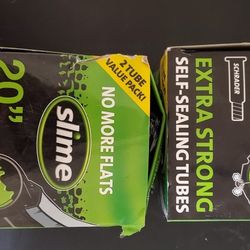 2 TUBE
VALUE PACK!
slime
NO MORE FLATS
20"
SCHRADER
EXTRA STRONG
SELF-SEALING TUBES